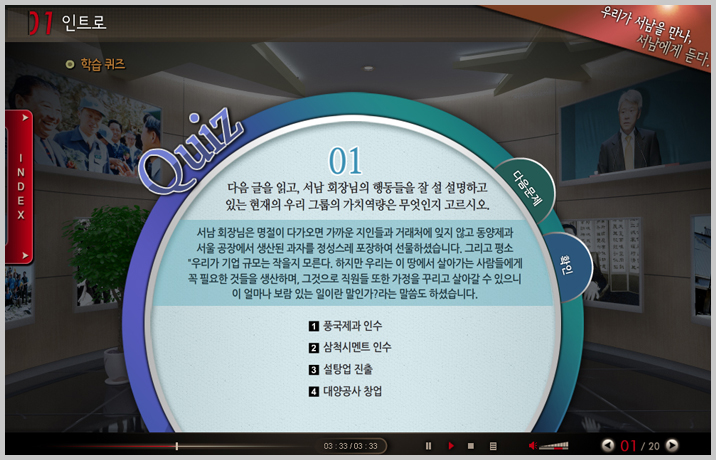 01 인트로
우리가 서남을 만나,
서남에게 듣다.
학습 퀴즈
INDEX
Quiz
01
다음 글을 읽고, 서남 회장님의 행동들을 잘 설 설명하고
있는 현재의 우리 그룹의 가치역량은 무엇인지 고르시오.
다음문제
확인
서남 회장님은 명절이 다가오면 가까운 지인들과 거래처에 잊지 않고 동양제과
서울 공장에서 생산된 과자를 정성스레 포장하여 선물하셨습니다. 그리고 평소
“우리가 기업 규모는 작을지 모른다. 하지만 우리는 이 땅에서 살아가는 사람들에게
꼭 필요한 것들을 생산하며, 그것으로 직원들 또한 가정을 꾸리고 살아갈 수 있으니
이 얼마나 보람 있는 일이란 말인가?라는 말씀도 하셨습니다.
1 풍국제과 인수
2 삼척시멘트 인수
3 설탕업 진출
4 대양공사 창업
03 : 33 / 03 : 33
01 / 20